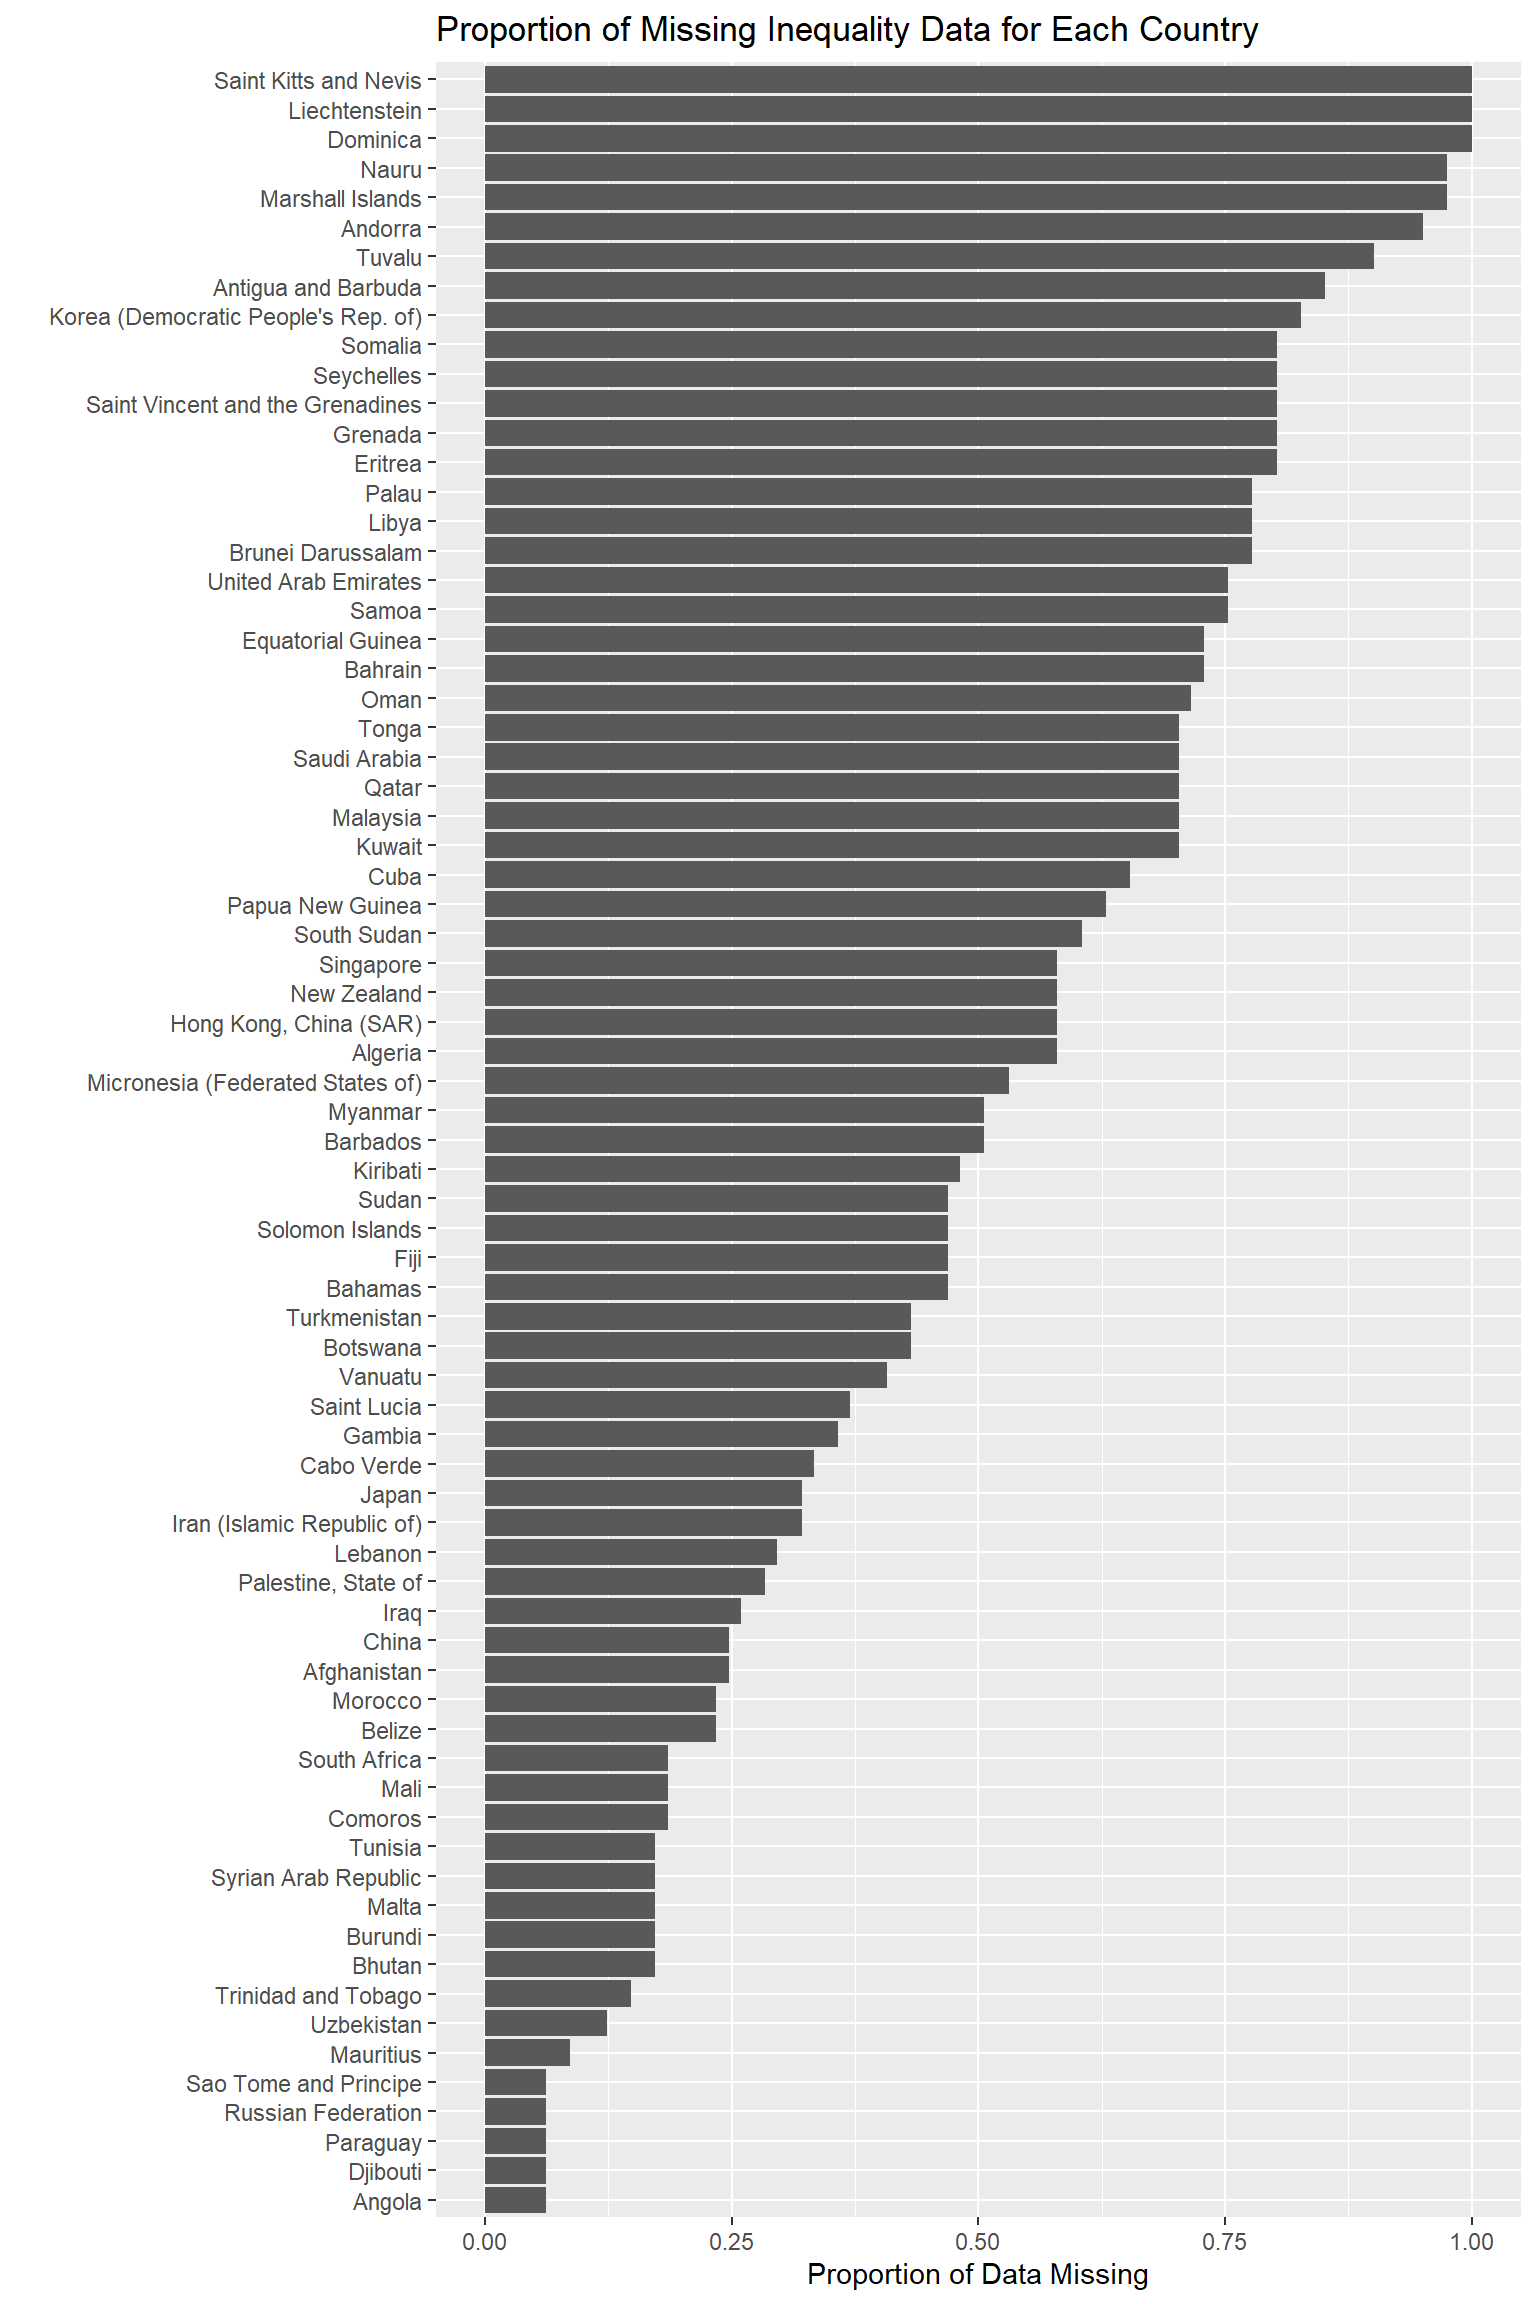 Proportion of Missing Inequality Data for Each Country
Saint Kitts and Nevis
Liechtenstein
Dominica
Nauru
Marshall Islands
Andorra
Tuvalu
Antigua and Barbuda
Korea (Democratic People's Rep. of)
Somalia
Seychelles
Saint Vincent and the Grenadines
Grenada
Eritrea
Palau
Libya
Brunei Darussalam
United Arab Emirates
Samoa
Equatorial Guinea
Bahrain
Oman
Tonga
Saudi Arabia
Qatar
Malaysia
Kuwait
Cuba
Papua New Guinea
South Sudan
Singapore
New Zealand
Hong Kong, China (SAR)
Algeria
Micronesia (Federated States of)
Myanmar
Barbados
Kiribati
Sudan
Solomon Islands
Fiji
Bahamas
Turkmenistan
Botswana
Vanuatu
Saint Lucia
Gambia
Cabo Verde
Japan
Iran (Islamic Republic of)
Lebanon
Palestine, State of
Iraq
China
Afghanistan
Morocco
Belize
South Africa
Mali
Comoros
Tunisia
Syrian Arab Republic
Malta
Burundi
Bhutan
Trinidad and Tobago
Uzbekistan
Mauritius
Sao Tome and Principe
Russian Federation
Paraguay
Djibouti
Angola
0.00 0.25 0.50 0.75 1.00
Proportion of Data Missing